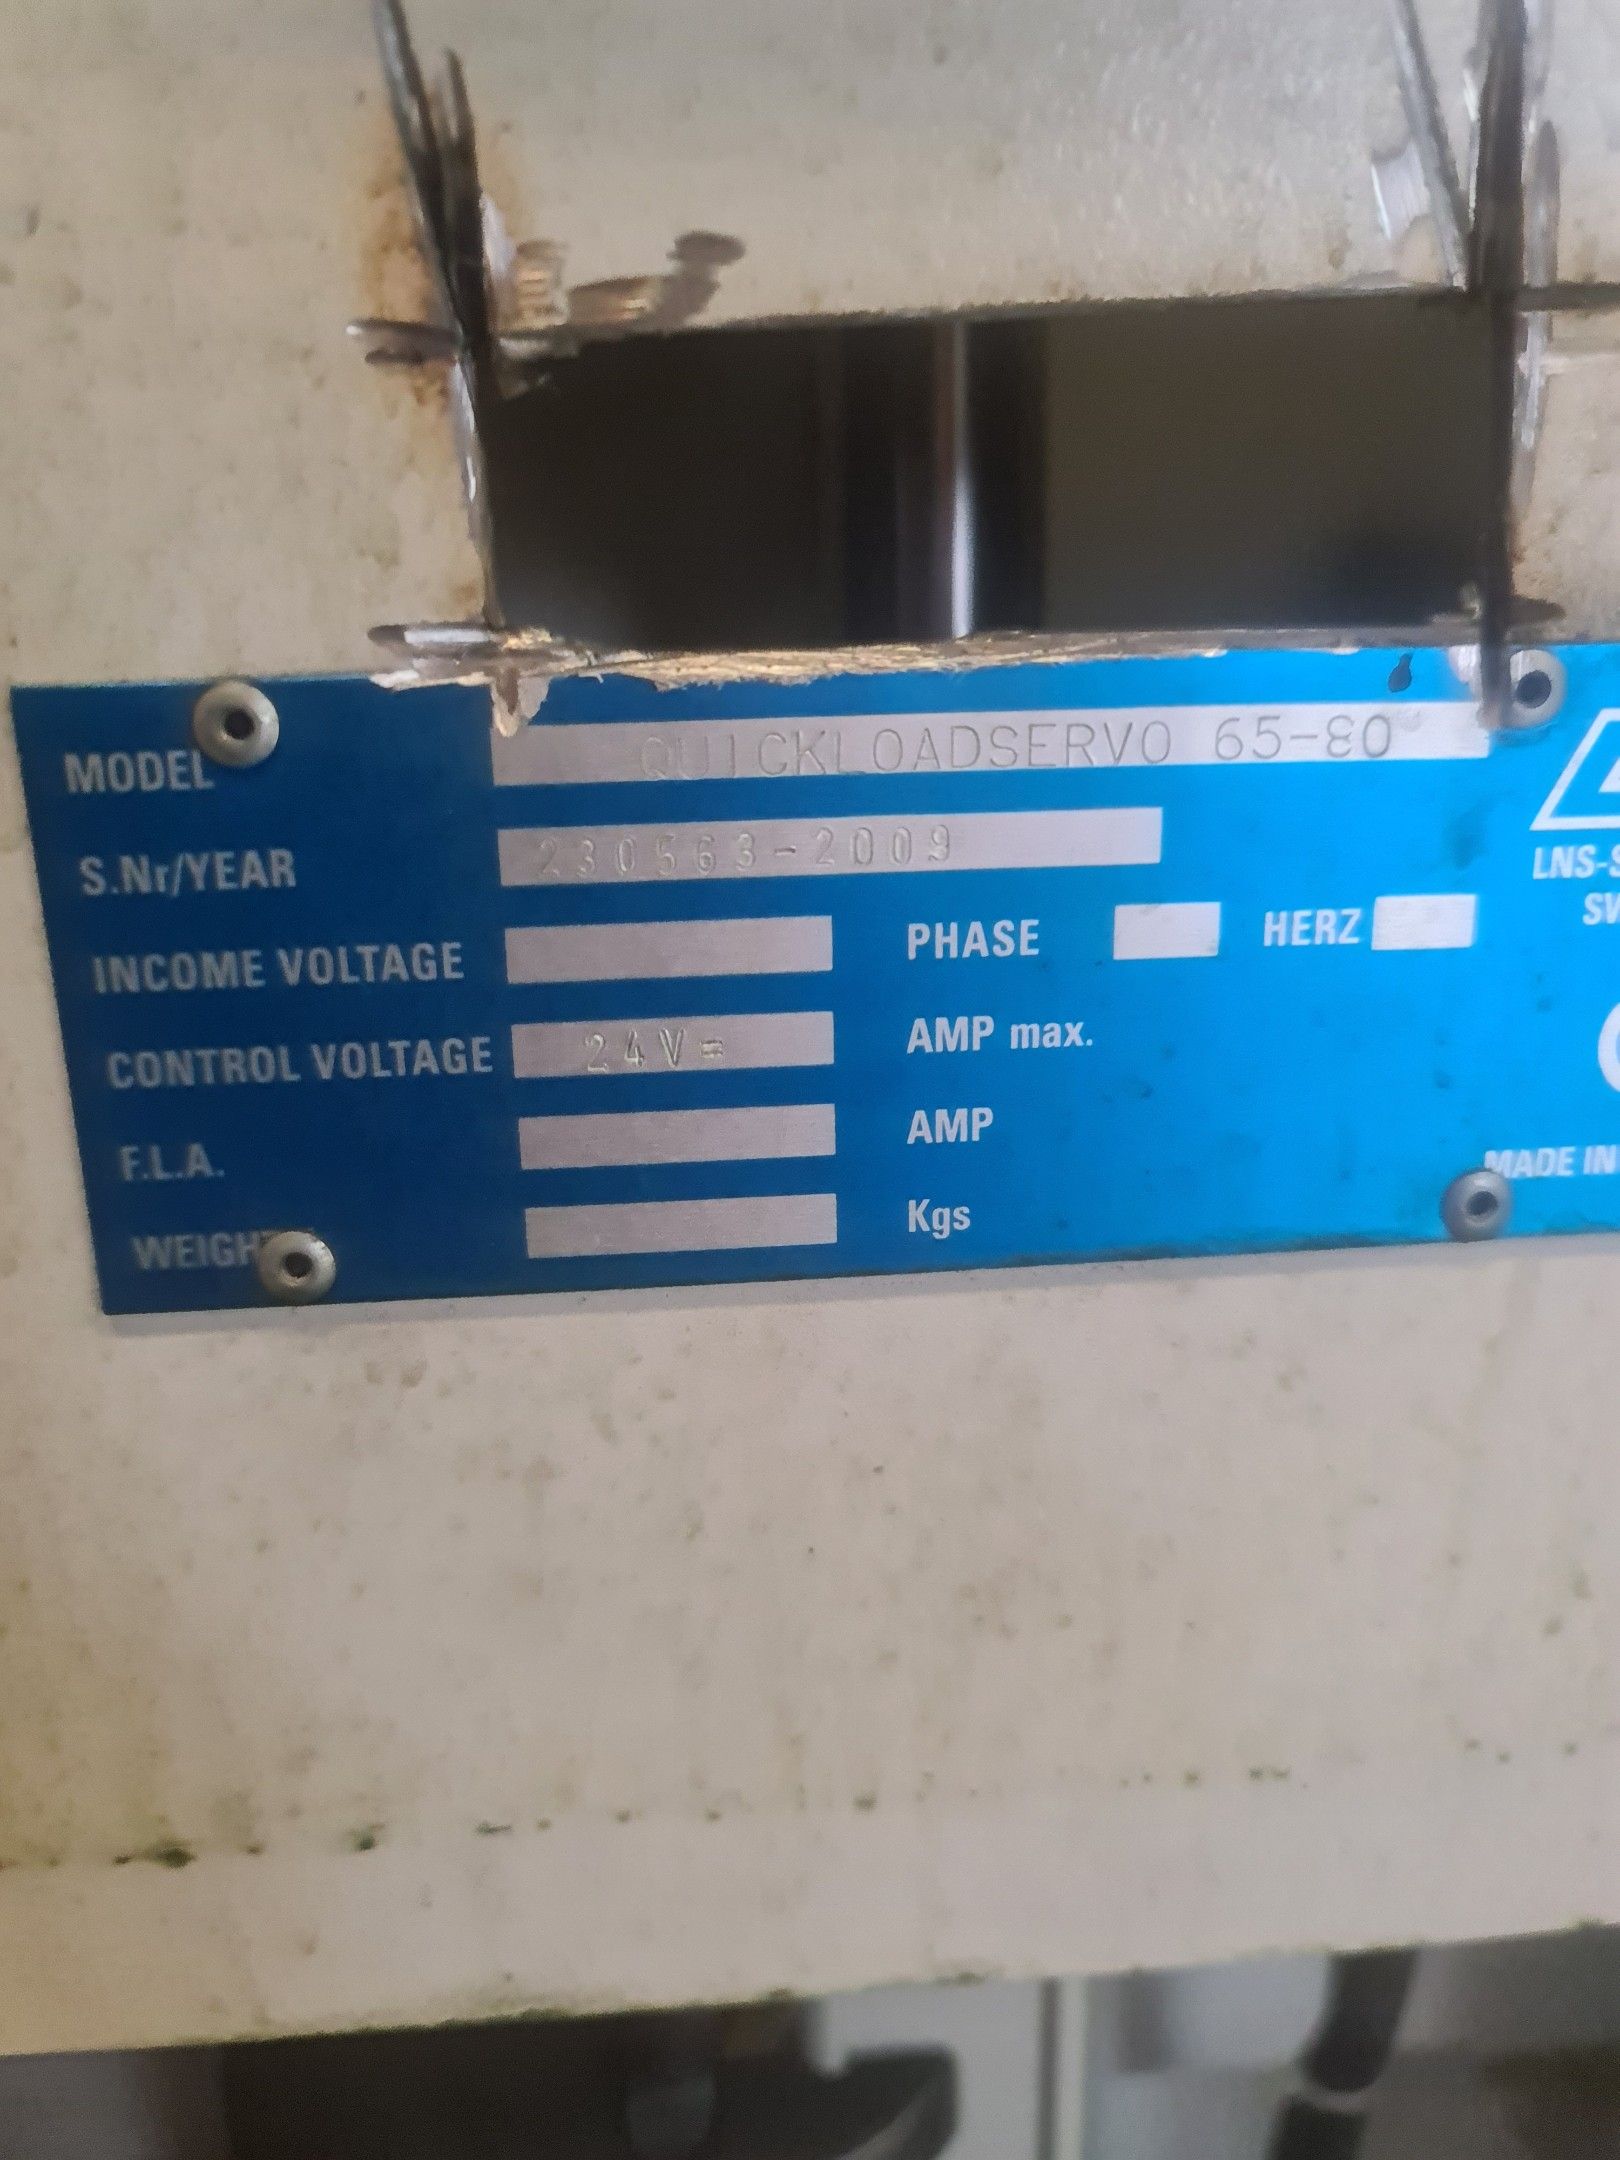 MODEL QUICKLOADSERVO 65-80
S.Nr/YEAR 230563-2009
INCOME VOLTAGE PHASE HERZ
CONTROL VOLTAGE 24V= AMP max.
F.L.A. AMP
WEIGHT Kgs
LNS-S
SW
MADE IN